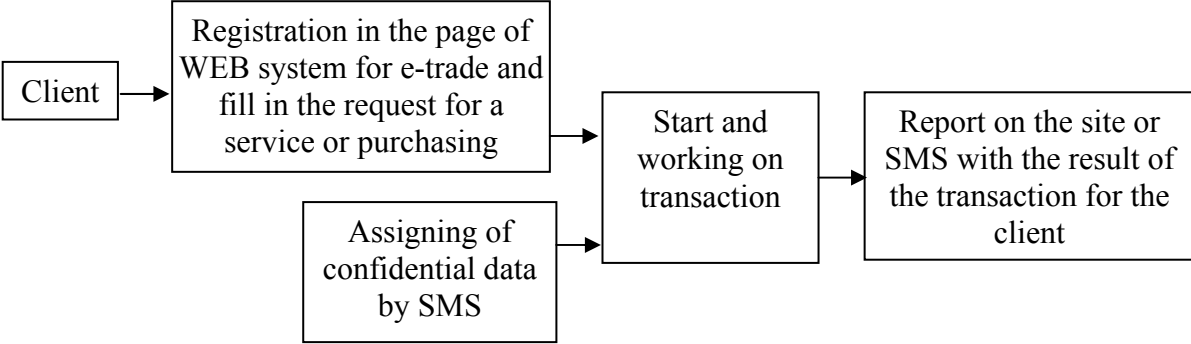 Client
Registration in the page of
WEB system for e-trade and
fill in the request for a
service or purchasing
Assigning of
confidential data
by SMS
Start and
working on
transaction
Report on the site or
SMS with the result of
the transaction for the
client